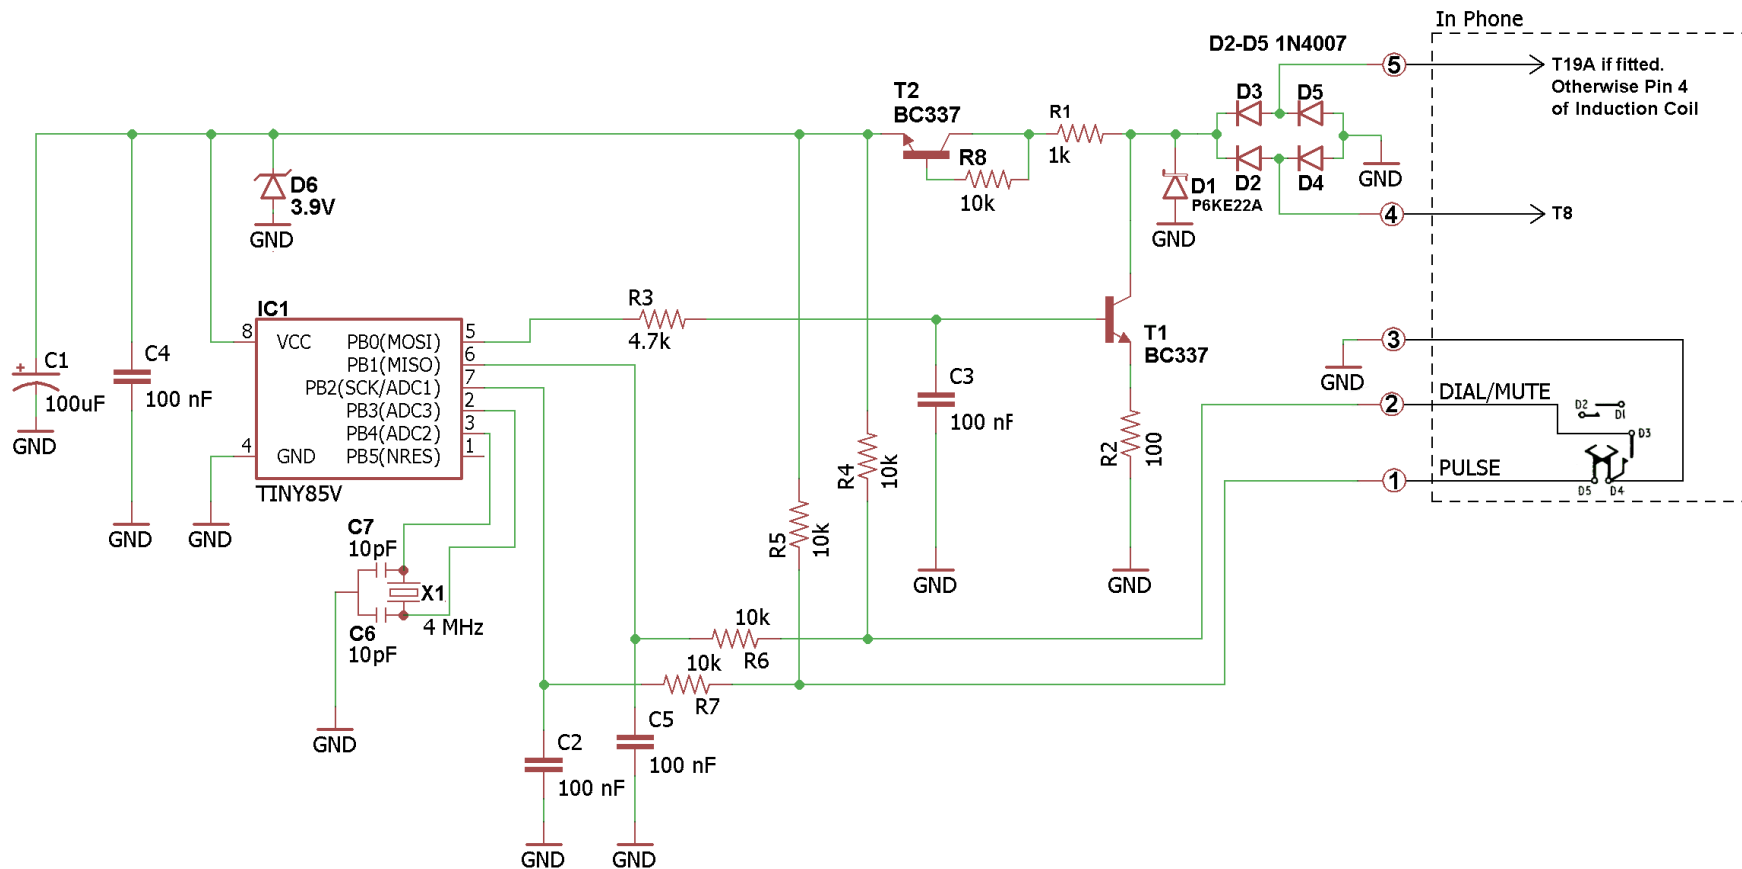 In Phone
D2-D5 1N4007
5
T19A if fitted.
Otherwise Pin 4
of Induction Coil
T2
BC337
R1
1k
D3
D5
R8
10k
D1
P6KE22A
D2
D4
GND
4
T8
D6
3.9V
GND
GND
IC1
8
VCC
PB0(MOSI)
5
PB1(MISO)
6
PB2(SCK/ADC1)
7
PB3(ADC3)
2
PB4(ADC2)
3
4
GND
PB5(NRES)
1
TINY85V
R3
4.7k
T1
BC337
3
GND
C1
100uF
GND
C4
100 nF
GND
GND
C3
100 nF
GND
DIAL/MUTE
2
D2
D1
D3
PULSE
1
D5
D4
R2
100
GND
R4
10k
R5
10k
C7
10pF
X1
4 MHz
C6
10pF
GND
10k
R6
10k
R7
C5
100 nF
C2
100 nF
GND
GND